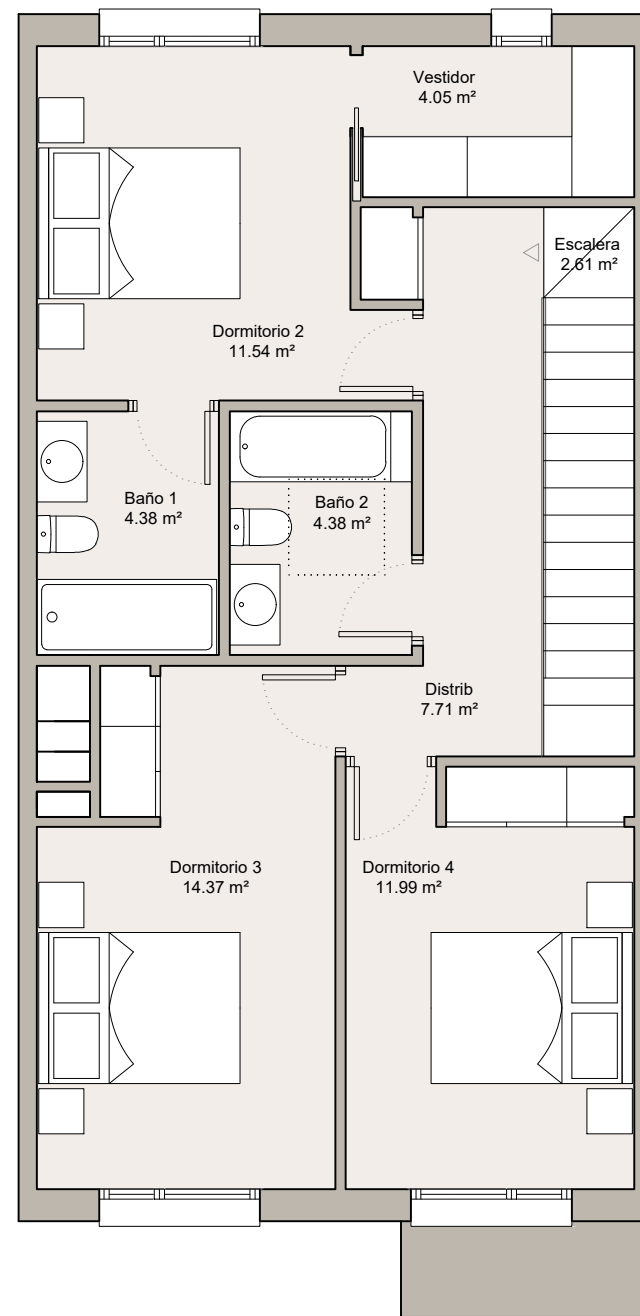 Vestidor
4.05 m²
Escalera
2.61 m²
Dormitorio 2
11.54 m²
Baño 1
4.38 m²
Baño 2
4.38 m²
Distrib
7.71 m²
Dormitorio 3
14.37 m²
Dormitorio 4
11.99 m²